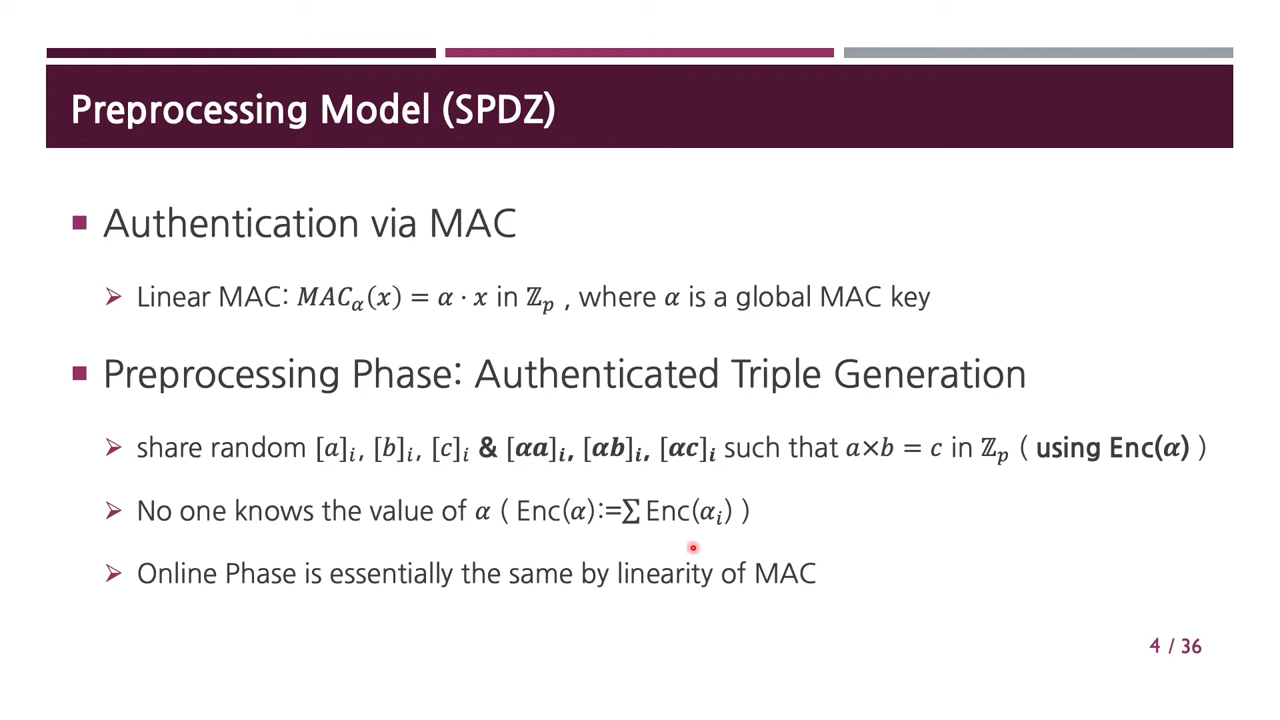 Preprocessing Model (SPDZ)
Authentication via MAC
Linear MAC: MAC_α(x) = α · x in ℤ_p , where α is a global MAC key
Preprocessing Phase: Authenticated Triple Generation
share random [a]_i, [b]_i, [c]_i & [αa]_i, [αb]_i, [αc]_i such that a×b = c in ℤ_p ( using Enc(α) )
No one knows the value of α ( Enc(α):=∑ Enc(α_i) )
Online Phase is essentially the same by linearity of MAC
4 / 36